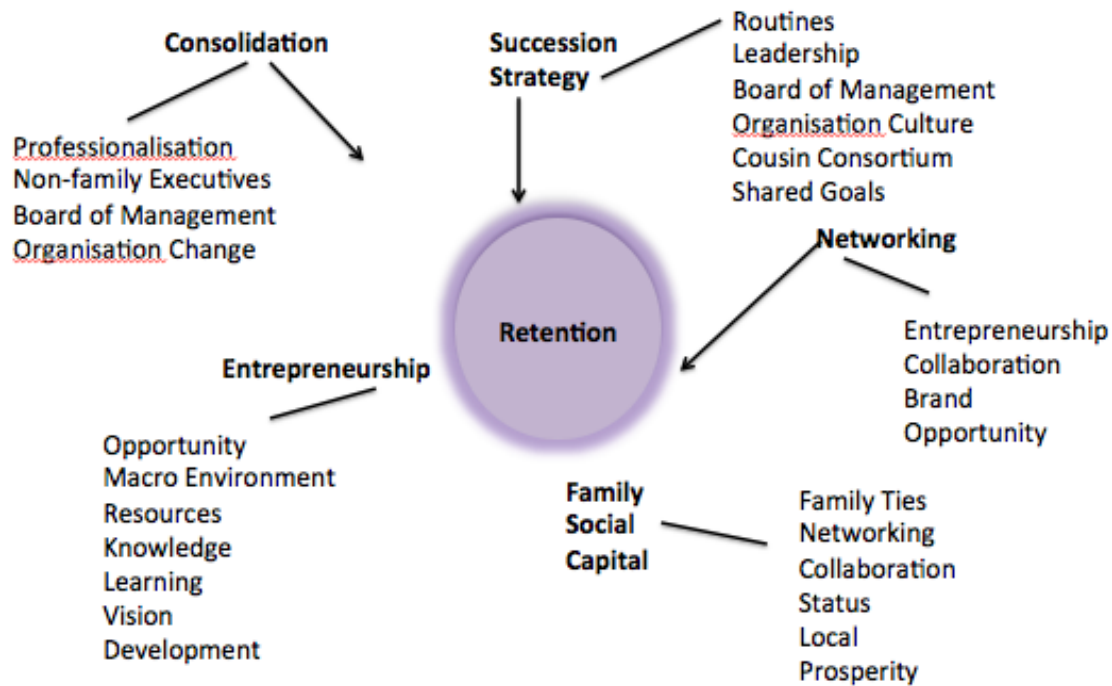 Consolidation
Professionalisation
Non-family Executives
Board of Management
Organisation Change
Succession
Strategy
Routines
Leadership
Board of Management
Organisation Culture
Cousin Consortium
Shared Goals
Networking
Entrepreneurship
Collaboration
Brand
Opportunity
Retention
Entrepreneurship
Opportunity
Macro Environment
Resources
Knowledge
Learning
Vision
Development
Family
Social
Capital
Family Ties
Networking
Collaboration
Status
Local
Prosperity